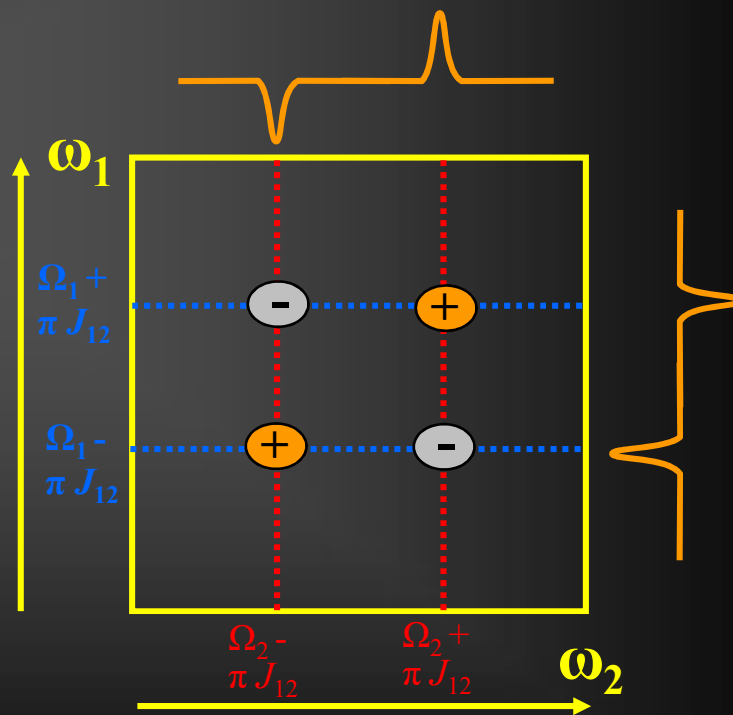 ω₁
Ω₁ +
π J₁₂
- +
Ω₁ -
π J₁₂
+ -
Ω₂ - Ω₂ +
π J₁₂ π J₁₂
ω₂